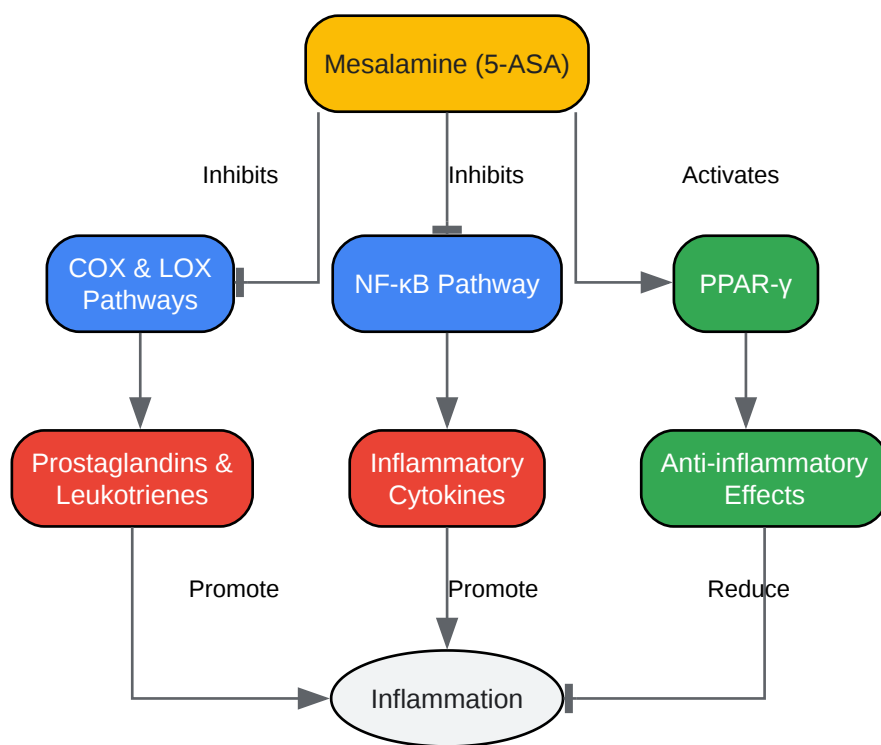 Mesalamine (5-ASA)
Inhibits
Inhibits
Activates
COX & LOX
Pathways
NF-κB Pathway
PPAR-γ
Prostaglandins &
Leukotrienes
Inflammatory
Cytokines
Anti-inflammatory
Effects
Promote
Promote
Reduce
Inflammation